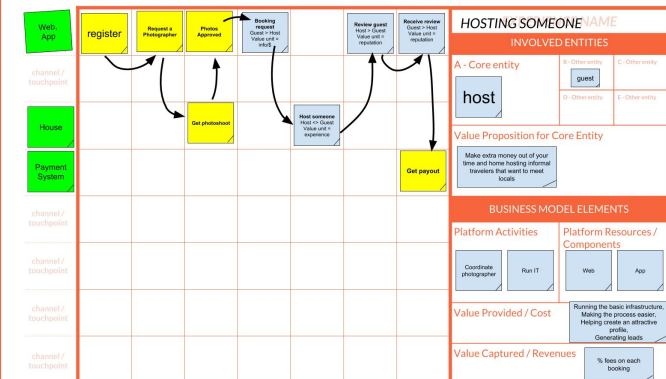 Web,
App
register
Request a
Photographer
Photos
Approved
Booking
request
Guest > Host
Value unit =
info/$
Review guest
Host > Guest
Value unit =
reputation
Receive review
Guest > Host
Value unit =
reputation
channel /
touchpoint
House
Get photoshoot
Host someone
Host <> Guest
Value unit =
experience
Payment
System
Get payout
channel /
touchpoint
channel /
touchpoint
channel /
touchpoint
channel /
touchpoint
HOSTING SOMEONE NAME
INVOLVED ENTITIES
A - Core entity
host
B - Other entity
guest
C - Other entity
D - Other entity
E - Other entity
Value Proposition for Core Entity
Make extra money out of your
time and home hosting informal
travelers that want to meet
locals
BUSINESS MODEL ELEMENTS
Platform Activities
Coordinate
photographer
Run IT
Platform Resources /
Components
Web
App
Value Provided / Cost
Running the basic infrastructure,
Making the process easier,
Helping create an attractive
profile,
Generating leads
Value Captured / Revenues
% fees on each
booking